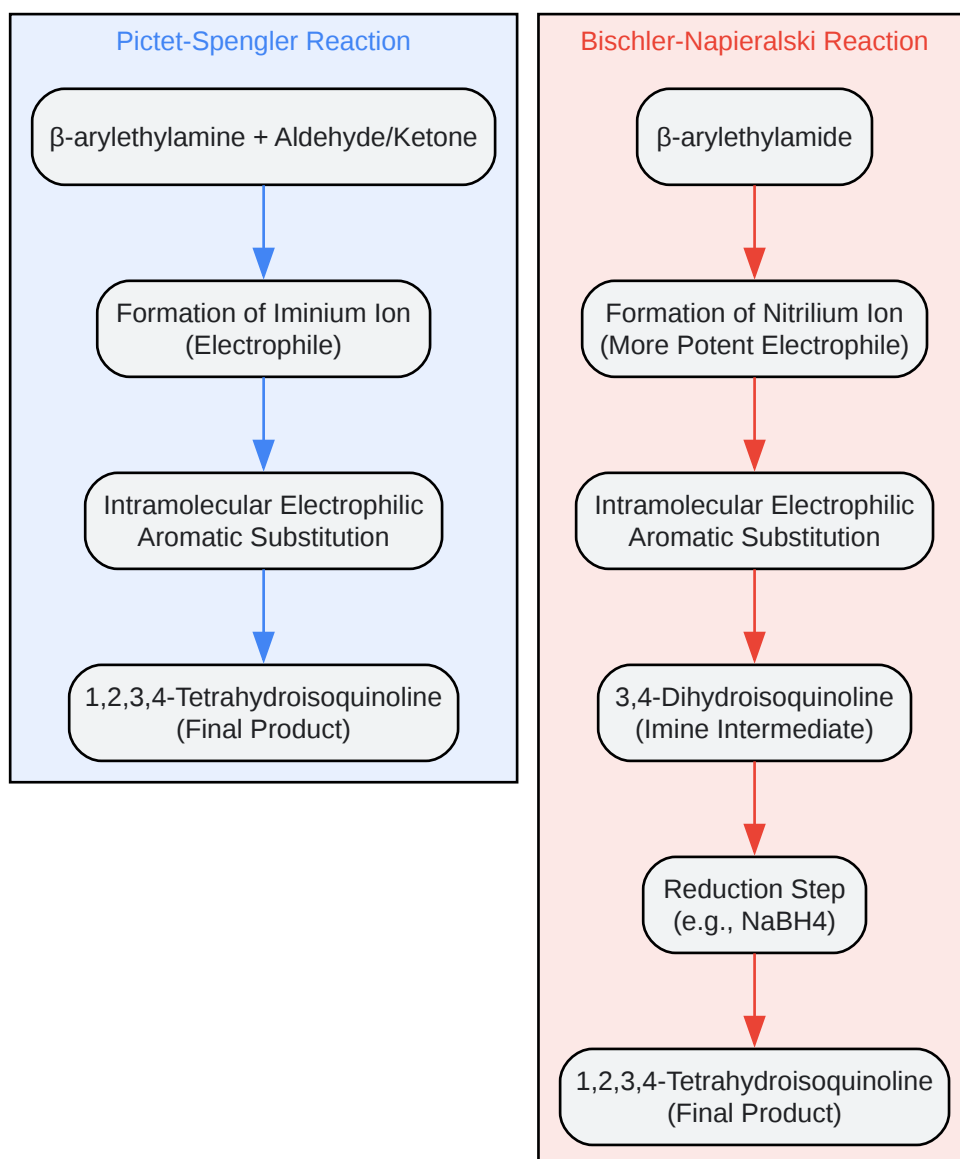 Pictet-Spengler Reaction
β-arylethylamine + Aldehyde/Ketone
Formation of Iminium Ion
(Electrophile)
Intramolecular Electrophilic
Aromatic Substitution
1,2,3,4-Tetrahydroisoquinoline
(Final Product)
Bischler-Napieralski Reaction
β-arylethylamide
Formation of Nitrilium Ion
(More Potent Electrophile)
Intramolecular Electrophilic
Aromatic Substitution
3,4-Dihydroisoquinoline
(Imine Intermediate)
Reduction Step
(e.g., NaBH4)
1,2,3,4-Tetrahydroisoquinoline
(Final Product)